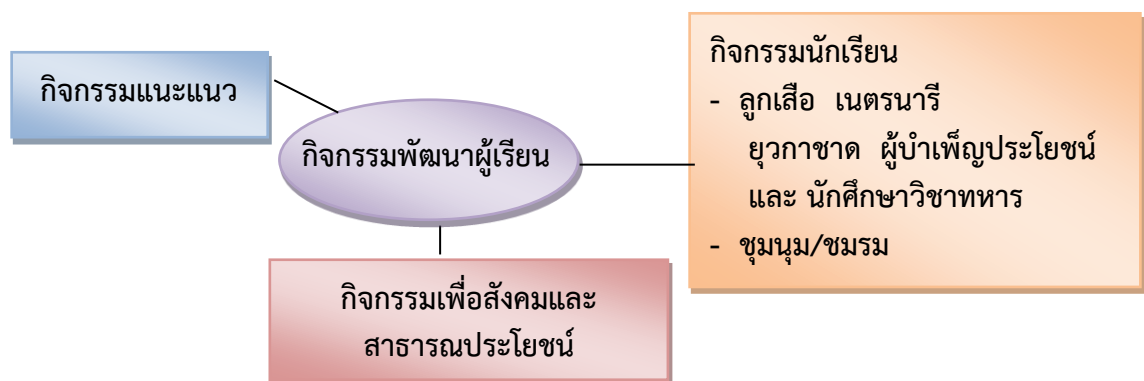 กิจกรรมแนะแนว
กิจกรรมพัฒนาผู้เรียน
กิจกรรมนักเรียน
- ลูกเสือ เนตรนารี
ยุวกาชาด ผู้บำเพ็ญประโยชน์
และ นักศึกษาวิชาทหาร
- ชุมนุม/ชมรม
กิจกรรมเพื่อสังคมและ
สาธารณประโยชน์